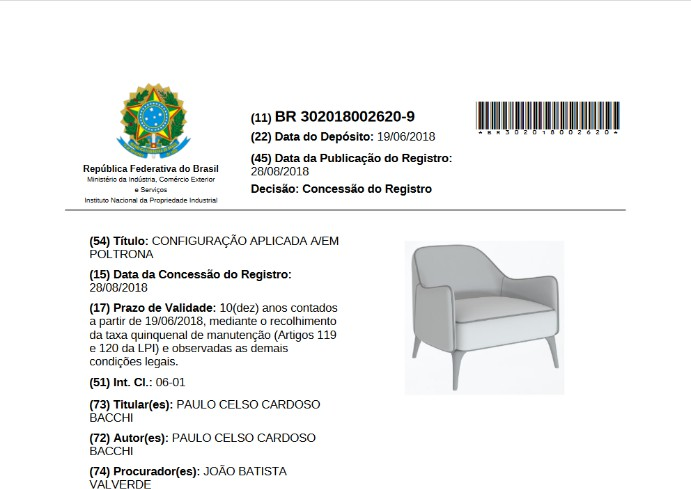 (11) BR 302018002620-9
(22) Data do Depósito: 19/06/2018
(45) Data da Publicação do Registro:
28/08/2018
Decisão: Concessão do Registro
*BR302018002620*
República Federativa do Brasil
Ministério da Indústria, Comércio Exterior
e Serviços
Instituto Nacional da Propriedade Industrial
(54) Título: CONFIGURAÇÃO APLICADA A/EM
POLTRONA
(15) Data da Concessão do Registro:
28/08/2018
(17) Prazo de Validade: 10(dez) anos contados
a partir de 19/06/2018, mediante o recolhimento
da taxa quinquenal de manutenção (Artigos 119
e 120 da LPI) e observadas as demais
condições legais.
(51) Int. Cl.: 06-01
(73) Titular(es): PAULO CELSO CARDOSO
BACCHI
(72) Autor(es): PAULO CELSO CARDOSO
BACCHI
(74) Procurador(es): JOÃO BATISTA
VALVERDE